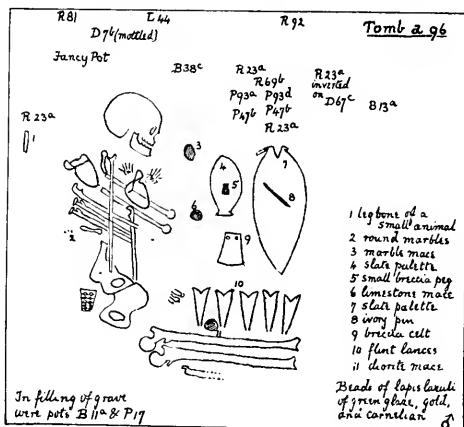 R81 L44 R92
Tomb a 96
D7b (mottled)
Fancy Pot
B38c
R23a
R69b
P93a P93d
P47b P47b
R23a
R23a
inverted
on
D67c
B13a
R23a
1
2
3
4
5
6
7
8
9
10
11
1 legbone of a
small animal
2 round marbles
3 marble mace
4 slate palette
5 small breccia peg
6 limestone mace
7 slate palette
8 ivory pin
9 breccia celt
10 flint lances
11 diorite mace
Beads of lapis lazuli
of green glaze, gold,
and carnelian ♂
In filling of grave
were pots B11a & P17